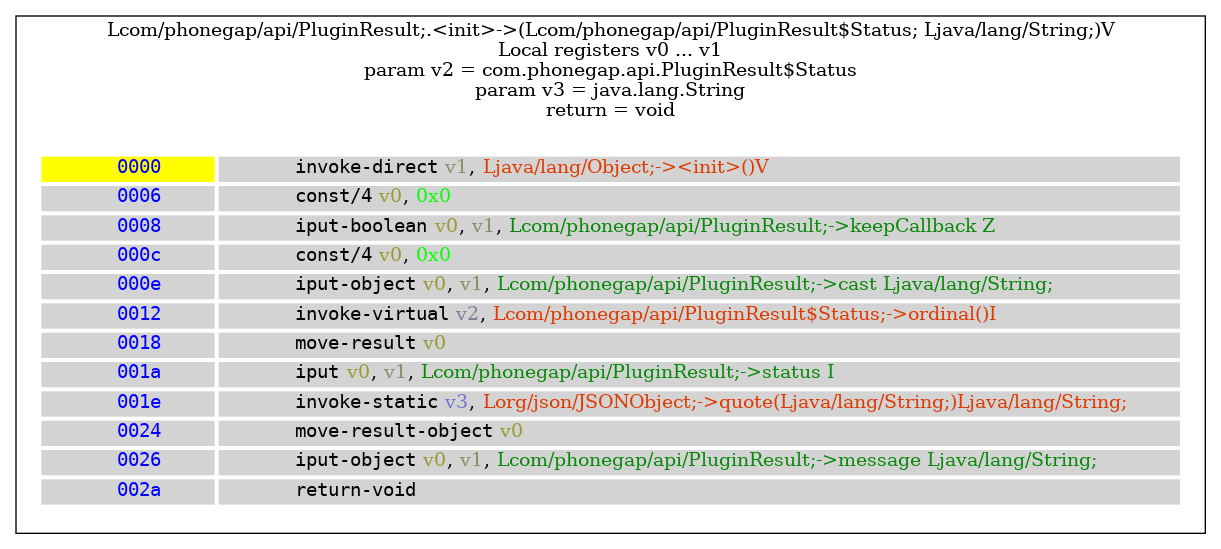 Lcom/phonegap/api/PluginResult;.<init>->(Lcom/phonegap/api/PluginResult$Status; Ljava/lang/String;)V
Local registers v0 ... v1
param v2 = com.phonegap.api.PluginResult$Status
param v3 = java.lang.String
return = void
0000 invoke-direct v1, Ljava/lang/Object;-><init>()V
0006 const/4 v0, 0x0
0008 iput-boolean v0, v1, Lcom/phonegap/api/PluginResult;->keepCallback Z
000c const/4 v0, 0x0
000e iput-object v0, v1, Lcom/phonegap/api/PluginResult;->cast Ljava/lang/String;
0012 invoke-virtual v2, Lcom/phonegap/api/PluginResult$Status;->ordinal()I
0018 move-result v0
001a iput v0, v1, Lcom/phonegap/api/PluginResult;->status I
001e invoke-static v3, Lorg/json/JSONObject;->quote(Ljava/lang/String;)Ljava/lang/String;
0024 move-result-object v0
0026 iput-object v0, v1, Lcom/phonegap/api/PluginResult;->message Ljava/lang/String;
002a return-void